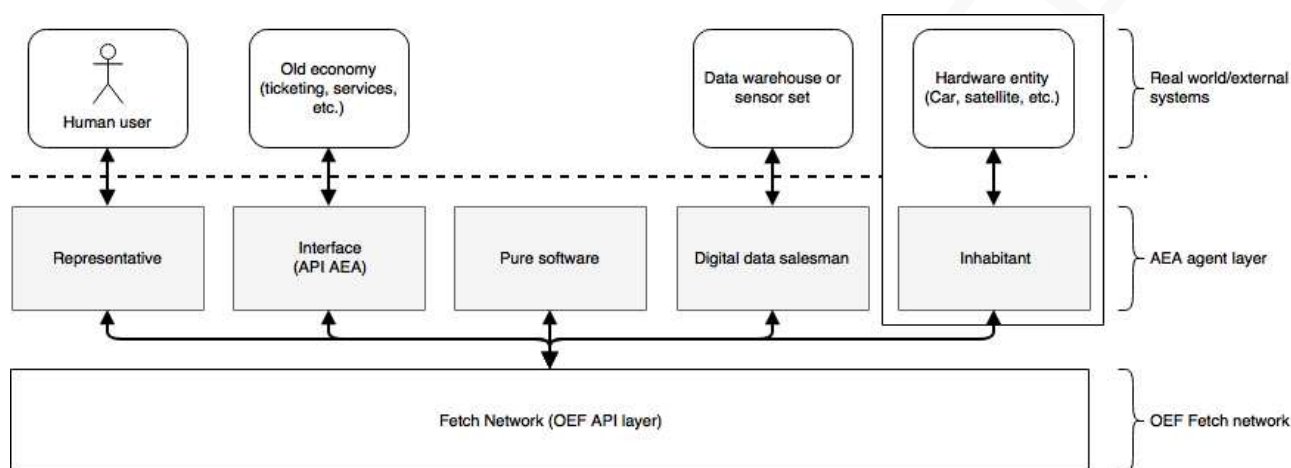 Human user
Old economy
(ticketing, services,
etc.)
Data warehouse or
sensor set
Hardware entity
(Car, satellite, etc.)
Real world/external
systems
Representative
Interface
(API AEA)
Pure software
Digital data salesman
Inhabitant
AEA agent layer
Fetch Network (OEF API layer)
OEF Fetch network